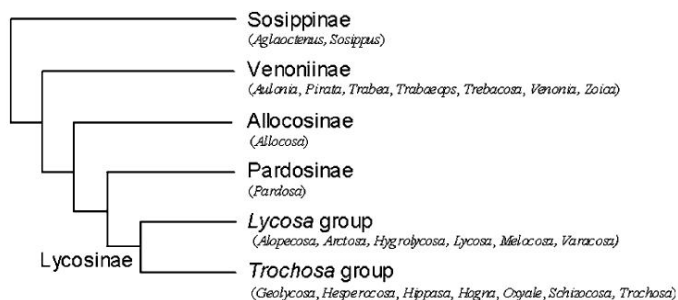 Sosippinae
(Aglaoctenus, Sosippus)
Venoniinae
(Aulonia, Pirata, Trabea, Trabaeops, Trebacosa, Venonia, Zoica)
Allocosinae
(Allocosa)
Pardosinae
(Pardosa)
Lycosa group
(Alopecosa, Arctosa, Hygrolycosa, Lycosa, Melocosa, Varacosa)
Lycosinae
Trochosa group
(Geolycosa, Hesperocosa, Hippasa, Hogna, Oxyale, Schizocosa, Trochosa)